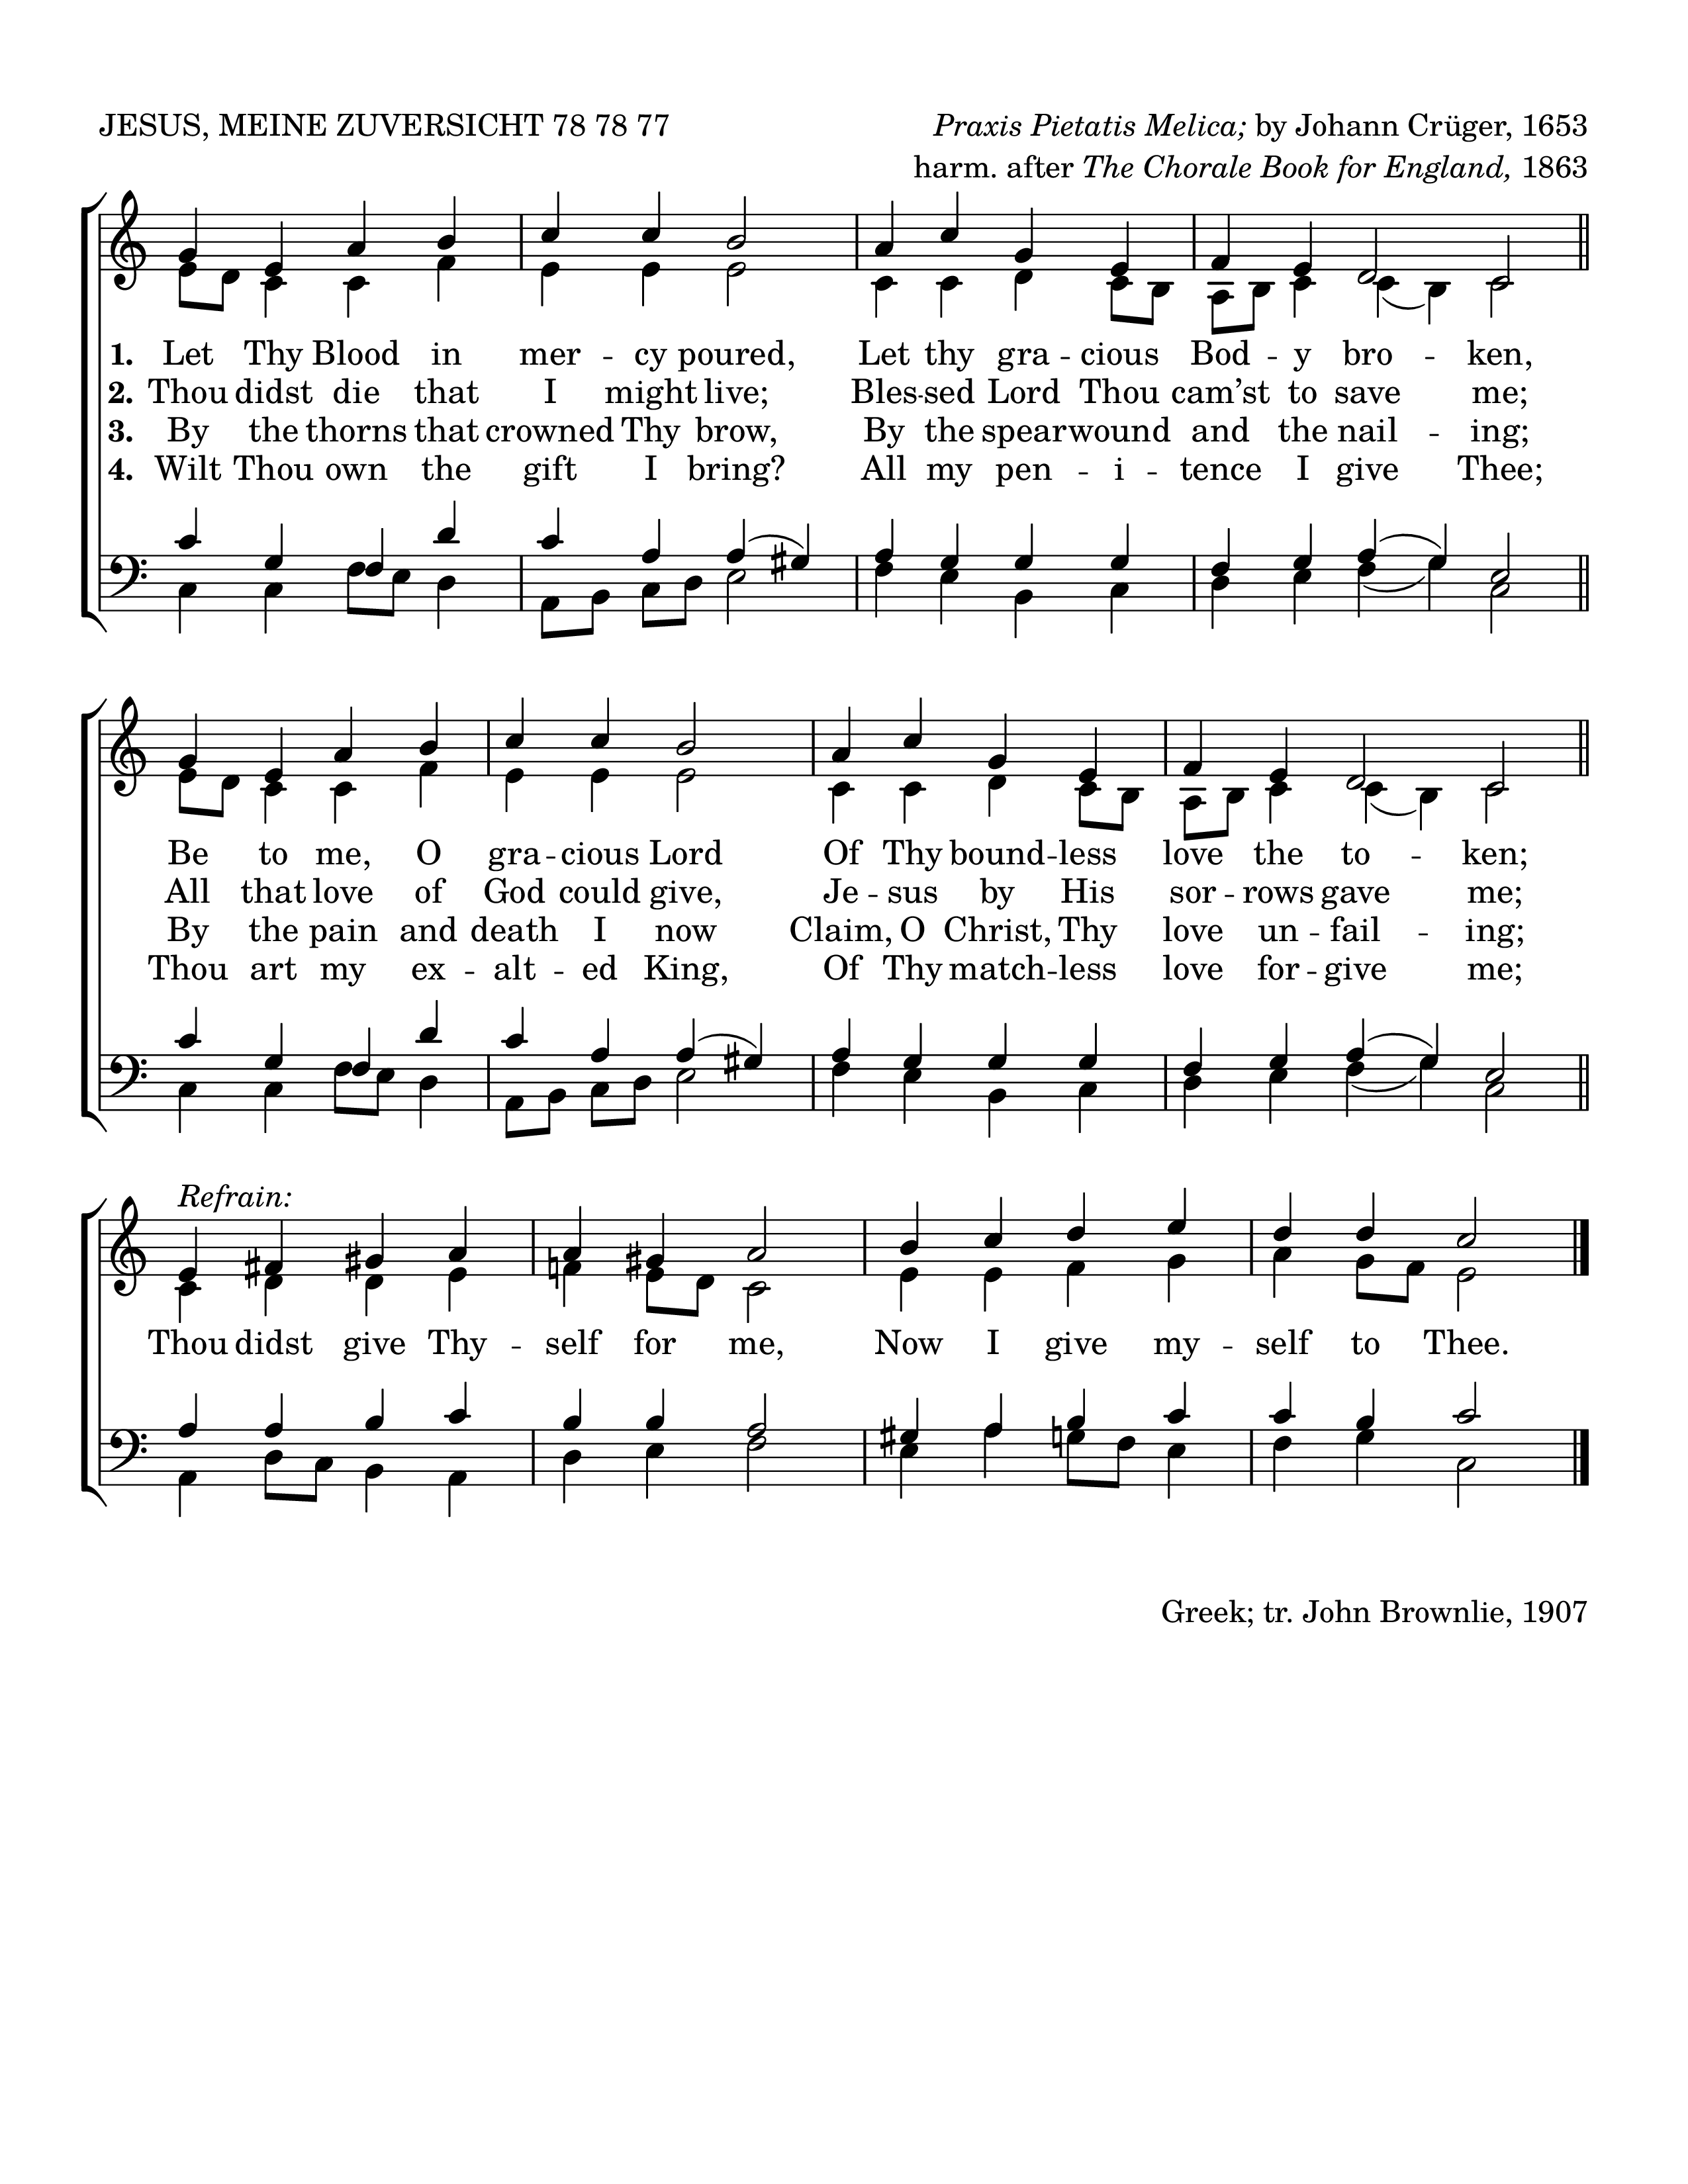 JESUS, MEINE ZUVERSICHT 78 78 77
Praxis Pietatis Melica; by Johann Crüger, 1653
harm. after The Chorale Book for England, 1863
1. Let Thy Blood in mer -- cy poured, Let thy gra -- cious Bod -- y bro -- ken,
2. Thou didst die that I might live; Bles -- sed Lord Thou cam’st to save me;
3. By the thorns that crowned Thy brow, By the spear -- wound and the nail -- ing;
4. Wilt Thou own the gift I bring? All my pen -- i -- tence I give Thee;
Be to me, O gra -- cious Lord Of Thy bound -- less love the to -- ken;
All that love of God could give, Je -- sus by His sor -- rows gave me;
By the pain and death I now Claim, O Christ, Thy love un -- fail -- ing;
Thou art my ex -- alt -- ed King, Of Thy match -- less love for -- give me;
Refrain:
Thou didst give Thy -- self for me, Now I give my -- self to Thee.
Greek; tr. John Brownlie, 1907